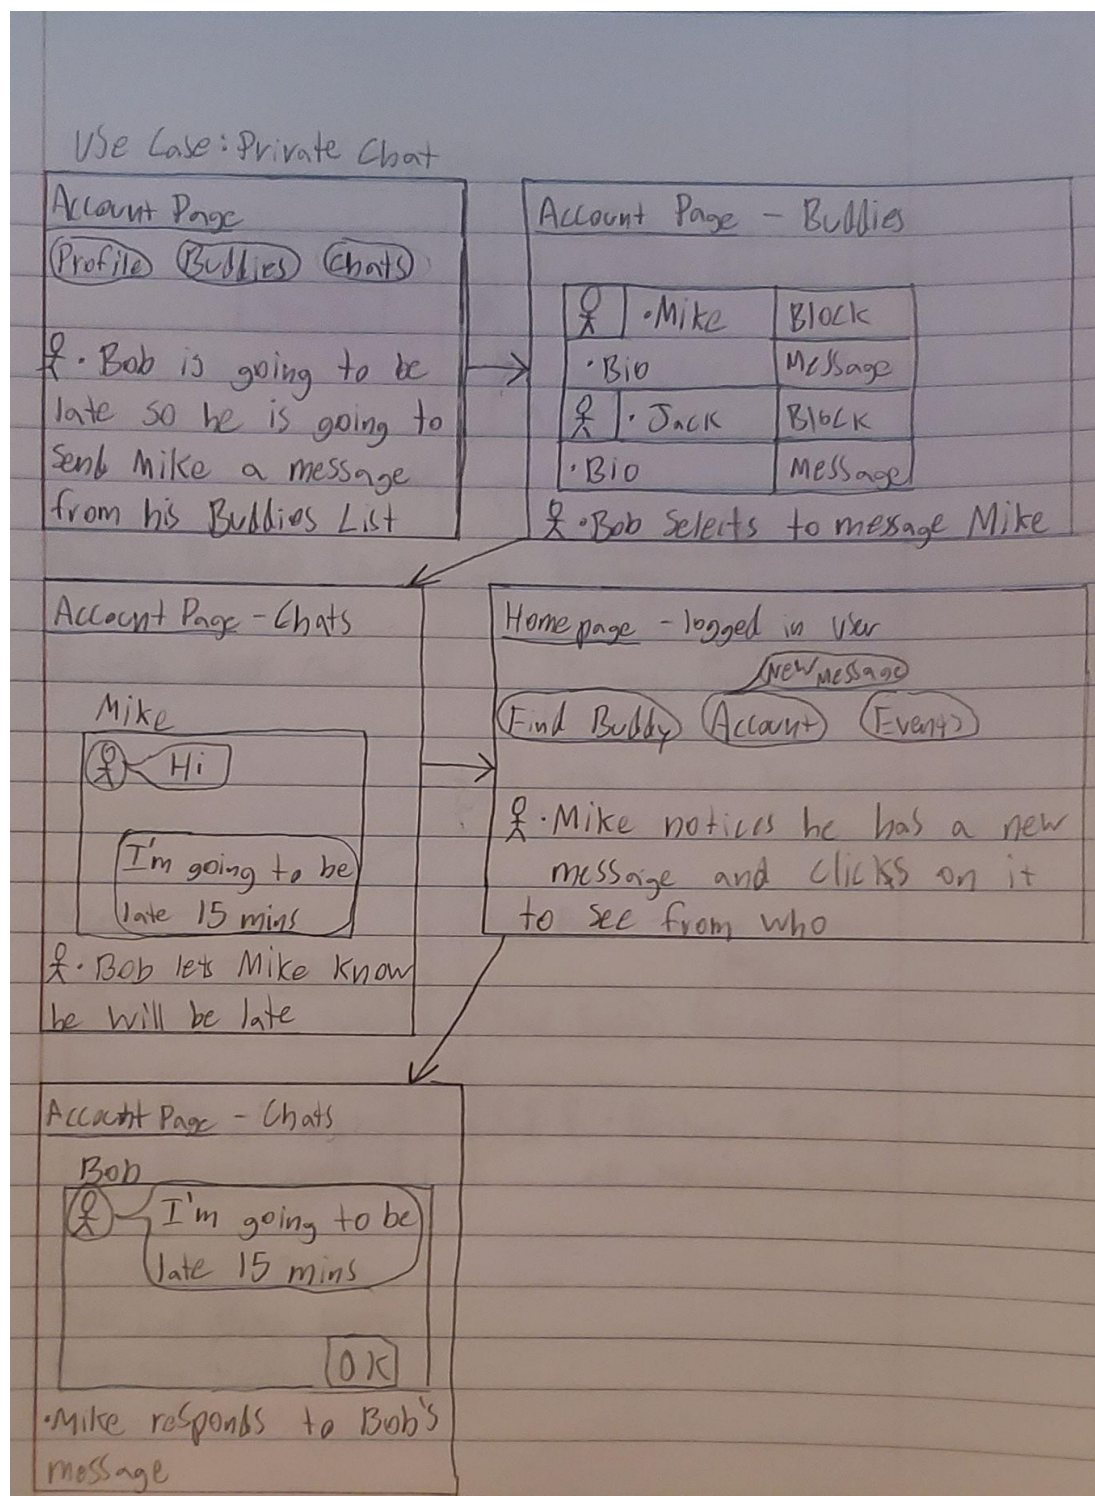 Use Case: Private Chat
Account Page
Profile Buddies Chats
• Bob is going to be
late so he is going to
send Mike a message
from his Buddies List
Account Page - Buddies
• Mike Block
• Bio Message
• Jack Block
• Bio Message
• Bob Selects to message Mike
Account Page - Chats
Mike
Hi
I'm going to be
late 15 mins
• Bob lets Mike know
he will be late
Homepage - logged in user
New Message
Find Buddy Account Events
• Mike notices he has a new
message and clicks on it
to see from who
Account Page - Chats
Bob
I'm going to be
late 15 mins
OK
• Mike responds to Bob's
message